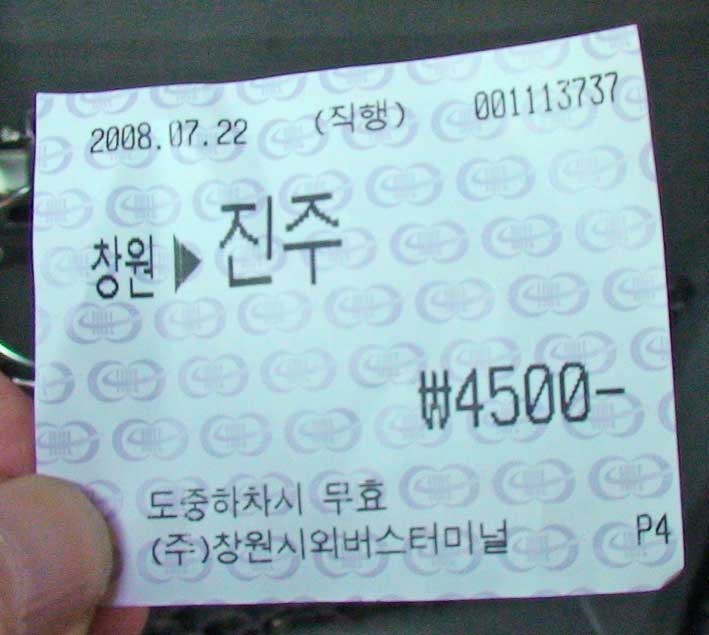 2008.07.22 (직행) 001113737
창원 ▶ 진주
₩4500-
도중하차시 무효
(주)창원시외버스터미널 P4